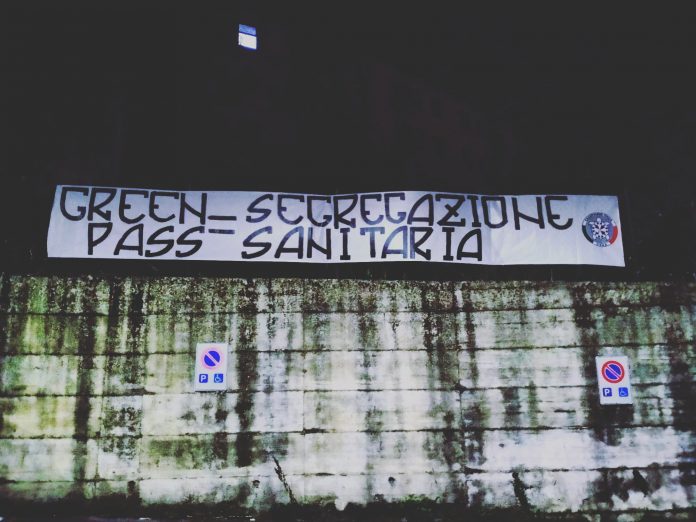 GREEN = SEGREGAZIONE
PASS = SANITARIA
P
P